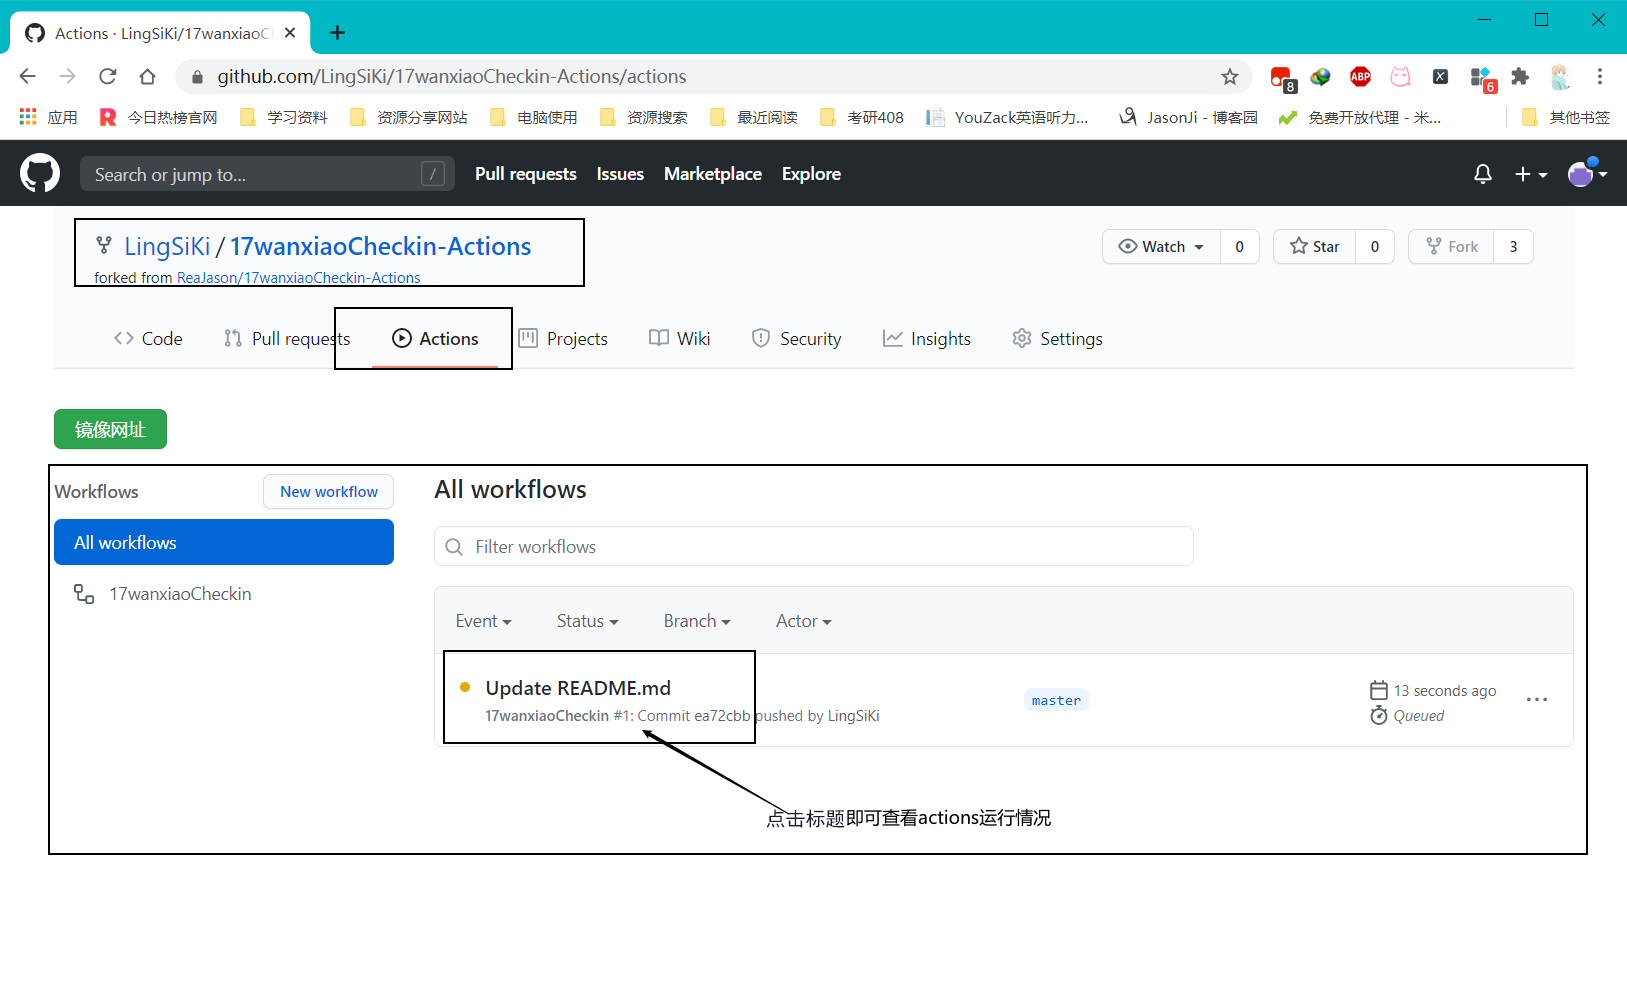 Actions · LingSiKi/17wanxiaoC
github.com/LingSiKi/17wanxiaoCheckin-Actions/actions
8
ABP
X
6
应用
R
今日热榜官网
学习资料
资源分享网站
电脑使用
资源搜索
最近阅读
考研408
YouZack英语听力...
JasonJi - 博客园
免费开放代理 - 米...
其他书签
Search or jump to...
/
Pull requests
Issues
Marketplace
Explore
LingSiKi / 17wanxiaoCheckin-Actions
forked from ReaJason/17wanxiaoCheckin-Actions
Watch
0
Star
0
Fork
3
Code
Pull requests
Actions
Projects
Wiki
Security
Insights
Settings
镜像网址
Workflows
New workflow
All workflows
17wanxiaoCheckin
All workflows
Filter workflows
Event
Status
Branch
Actor
Update README.md
17wanxiaoCheckin #1: Commit ea72cbb pushed by LingSiKi
master
13 seconds ago
Queued
点击标题即可查看actions运行情况